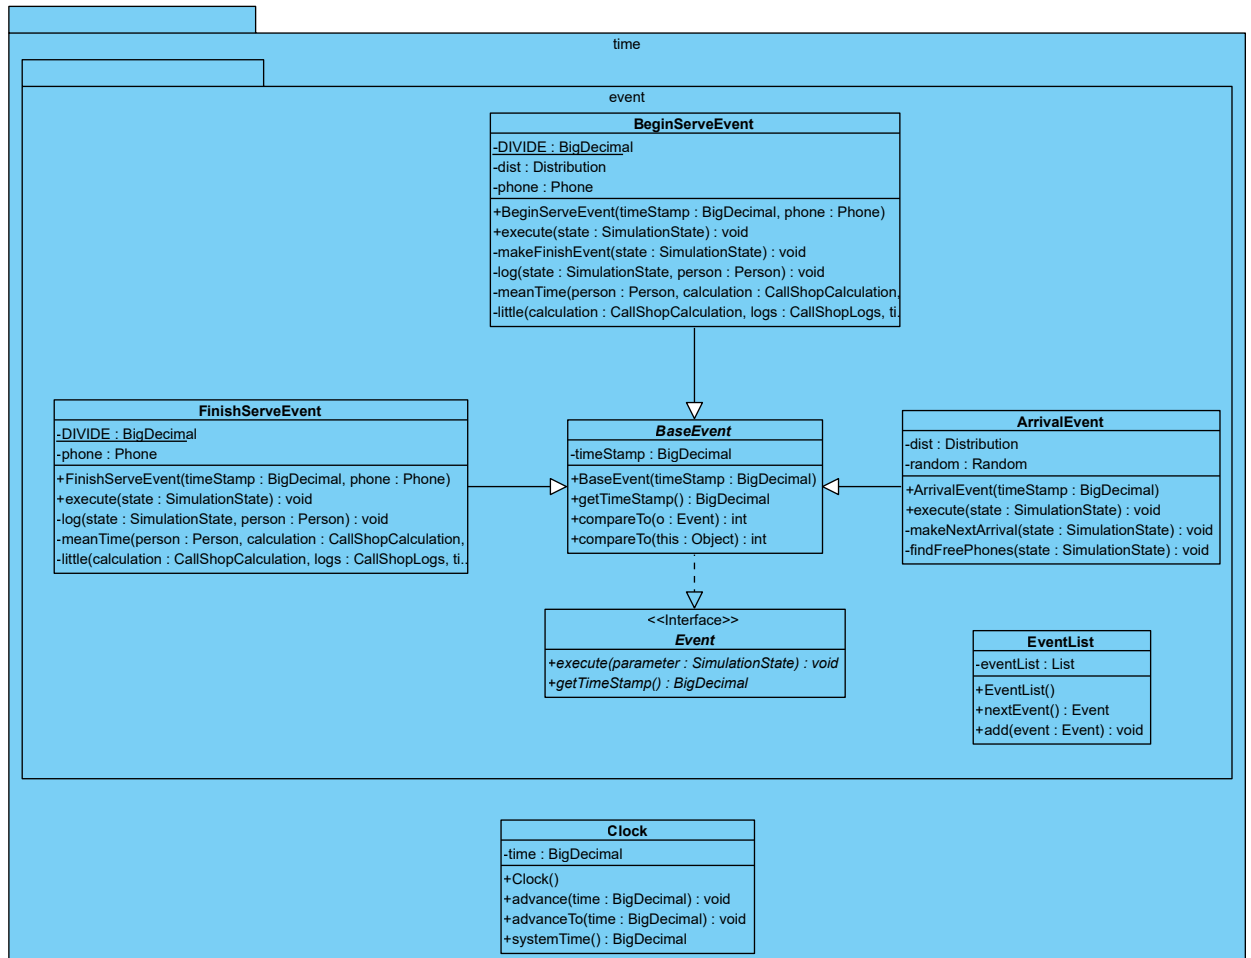 time
event
BeginServeEvent
-DIVIDE : BigDecimal
-dist : Distribution
-phone : Phone
+BeginServeEvent(timeStamp : BigDecimal, phone : Phone)
+execute(state : SimulationState) : void
-makeFinishEvent(state : SimulationState) : void
-log(state : SimulationState, person : Person) : void
-meanTime(person : Person, calculation : CallShopCalculation,
-little(calculation : CallShopCalculation, logs : CallShopLogs, ti..
FinishServeEvent
-DIVIDE : BigDecimal
-phone : Phone
+FinishServeEvent(timeStamp : BigDecimal, phone : Phone)
+execute(state : SimulationState) : void
-log(state : SimulationState, person : Person) : void
-meanTime(person : Person, calculation : CallShopCalculation,
-little(calculation : CallShopCalculation, logs : CallShopLogs, ti..
BaseEvent
-timeStamp : BigDecimal
+BaseEvent(timeStamp : BigDecimal)
+getTimeStamp() : BigDecimal
+compareTo(o : Event) : int
+compareTo(this : Object) : int
ArrivalEvent
-dist : Distribution
-random : Random
+ArrivalEvent(timeStamp : BigDecimal)
+execute(state : SimulationState) : void
-makeNextArrival(state : SimulationState) : void
-findFreePhones(state : SimulationState) : void
<<Interface>>
Event
+execute(parameter : SimulationState) : void
+getTimeStamp() : BigDecimal
EventList
-eventList : List
+EventList()
+nextEvent() : Event
+add(event : Event) : void
Clock
-time : BigDecimal
+Clock()
+advance(time : BigDecimal) : void
+advanceTo(time : BigDecimal) : void
+systemTime() : BigDecimal